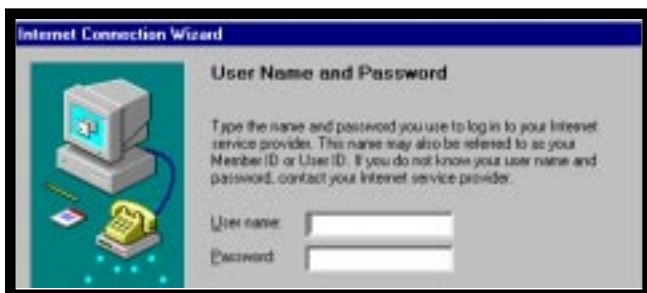 Internet Connection Wizard
User Name and Password
Type the name and password you use to log in to your Internet
service provider. This name may also be referred to as your
Member ID or User ID. If you do not know your user name and
password, contact your Internet service provider.
User name:
Password: